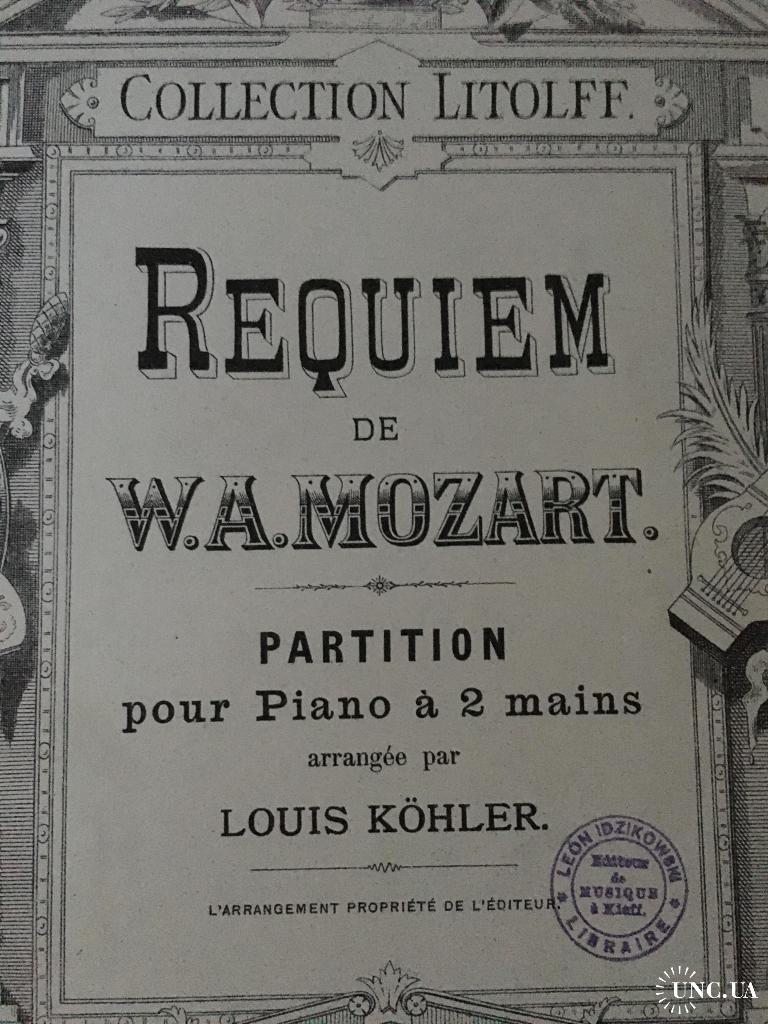 COLLECTION LITOLFF.
REQUIEM
DE
W.A.MOZART.
PARTITION
pour Piano à 2 mains
arrangée par
LOUIS KÖHLER.
L'ARRANGEMENT PROPRIÉTÉ DE L'ÉDITEUR.
LEÓN IDZIKOWSKI
Editeur
de
MUSIQUE
à Kieff.
LIBRAIRE
UNC.UA